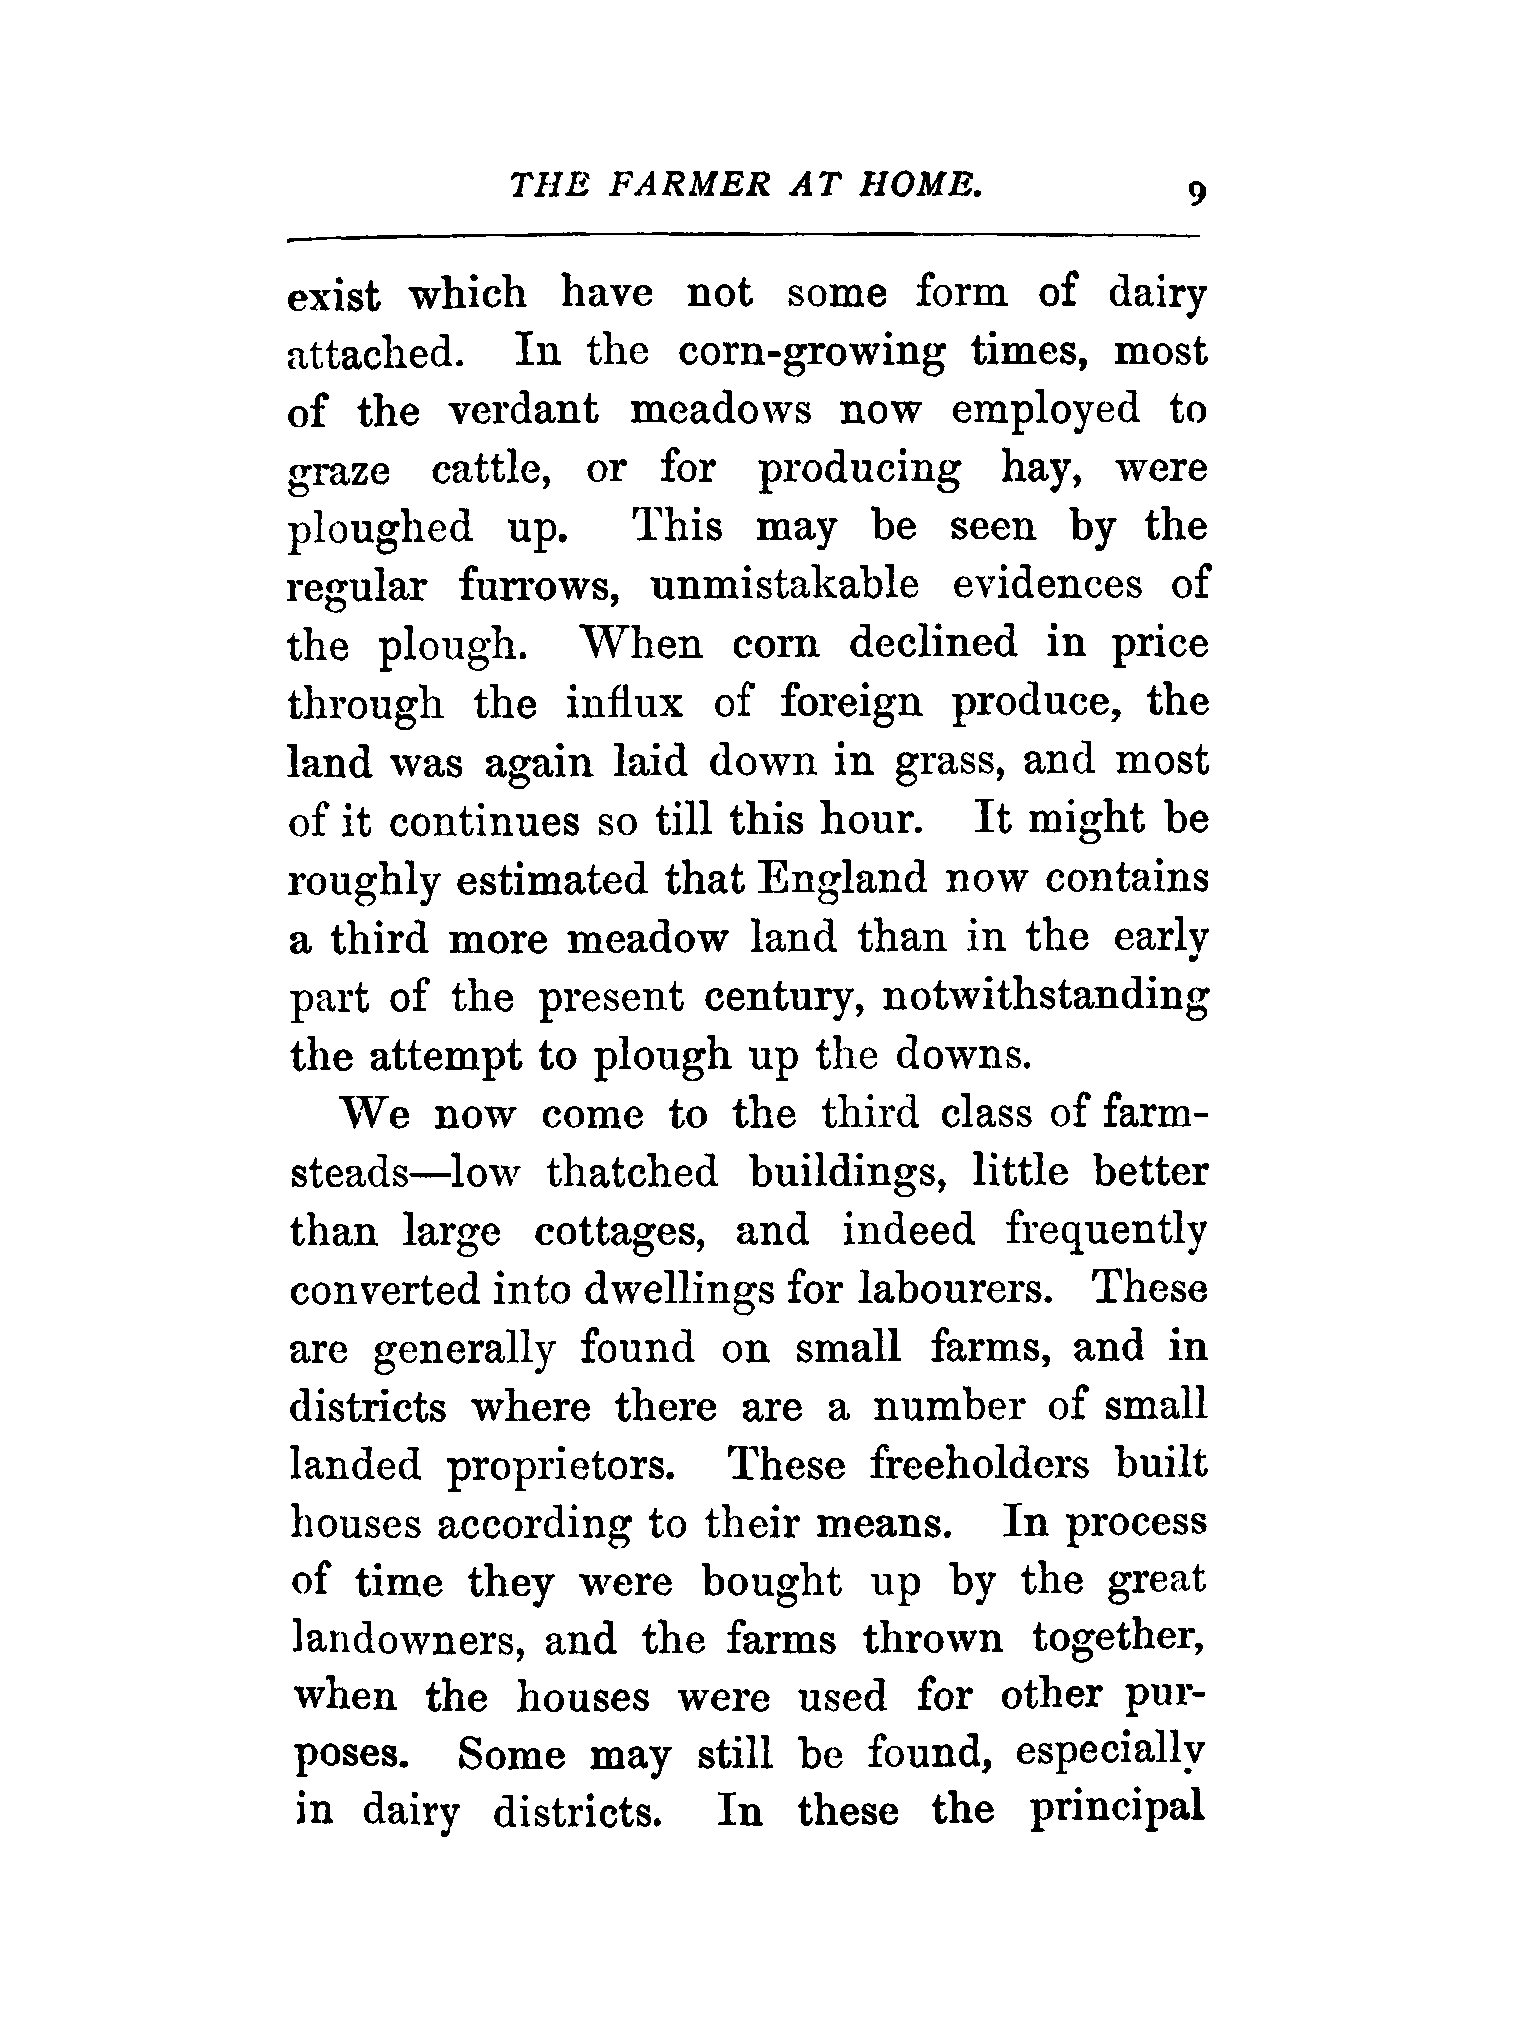 THE FARMER AT HOME. 9
exist which have not some form of dairy
attached. In the corn-growing times, most
of the verdant meadows now employed to
graze cattle, or for producing hay, were
ploughed up. This may be seen by the
regular furrows, unmistakable evidences of
the plough. When corn declined in price
through the influx of foreign produce, the
land was again laid down in grass, and most
of it continues so till this hour. It might be
roughly estimated that England now contains
a third more meadow land than in the early
part of the present century, notwithstanding
the attempt to plough up the downs.
We now come to the third class of farm-
steads—low thatched buildings, little better
than large cottages, and indeed frequently
converted into dwellings for labourers. These
are generally found on small farms, and in
districts where there are a number of small
landed proprietors. These freeholders built
houses according to their means. In process
of time they were bought up by the great
landowners, and the farms thrown together,
when the houses were used for other pur-
poses. Some may still be found, especially
in dairy districts. In these the principal